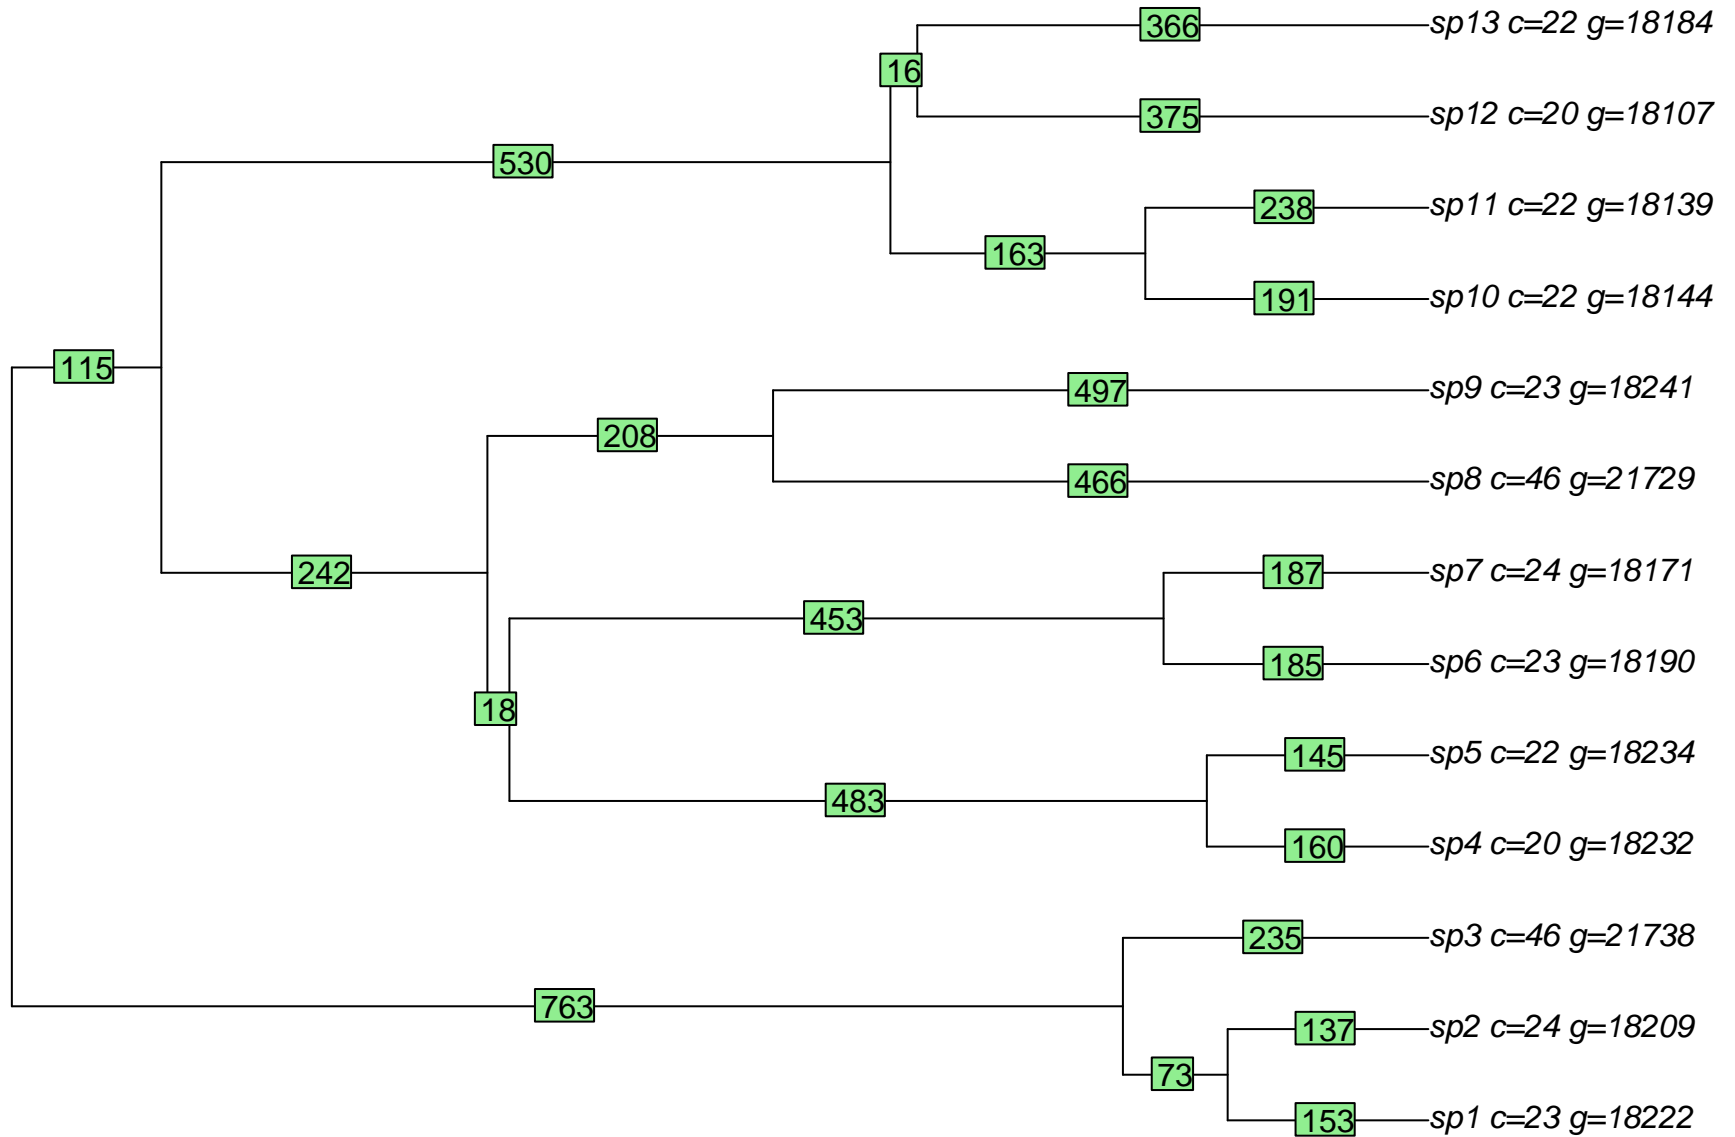 366 sp13 c=22 g=18184
16
375 sp12 c=20 g=18107
530
238 sp11 c=22 g=18139
163
191 sp10 c=22 g=18144
115
497 sp9 c=23 g=18241
208
466 sp8 c=46 g=21729
242
187 sp7 c=24 g=18171
453
185 sp6 c=23 g=18190
18
145 sp5 c=22 g=18234
483
160 sp4 c=20 g=18232
235 sp3 c=46 g=21738
763
137 sp2 c=24 g=18209
73
153 sp1 c=23 g=18222